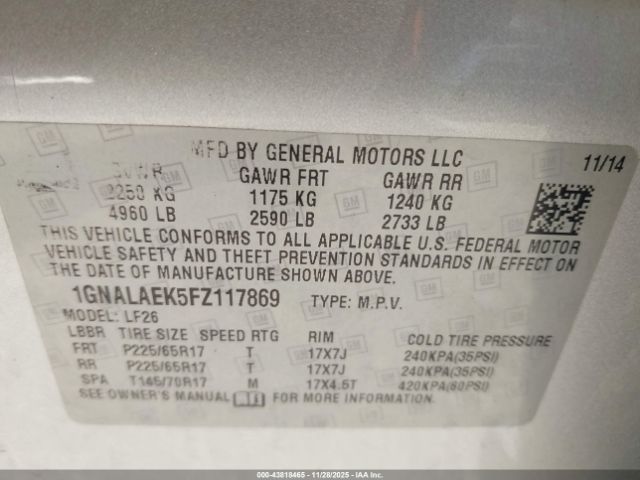 MFD BY GENERAL MOTORS LLC 11/14
GVWR GAWR FRT GAWR RR
2250 KG 1175 KG 1240 KG
4960 LB 2590 LB 2733 LB
THIS VEHICLE CONFORMS TO ALL APPLICABLE U.S. FEDERAL MOTOR
VEHICLE SAFETY AND THEFT PREVENTION STANDARDS IN EFFECT ON
THE DATE OF MANUFACTURE SHOWN ABOVE.
1GNALAEK5FZ117869 TYPE: M.P.V.
MODEL: LF26
LBBR TIRE SIZE SPEED RTG RIM COLD TIRE PRESSURE
FRT P225/65R17 T 17X7J 240KPA(35PSI)
RR P225/65R17 T 17X7J 240KPA(35PSI)
SPA T145/70R17 M 17X4.5T 420KPA(60PSI)
SEE OWNER'S MANUAL FOR MORE INFORMATION.
000-43818465 - 11/28/2025 - IAAI.COM